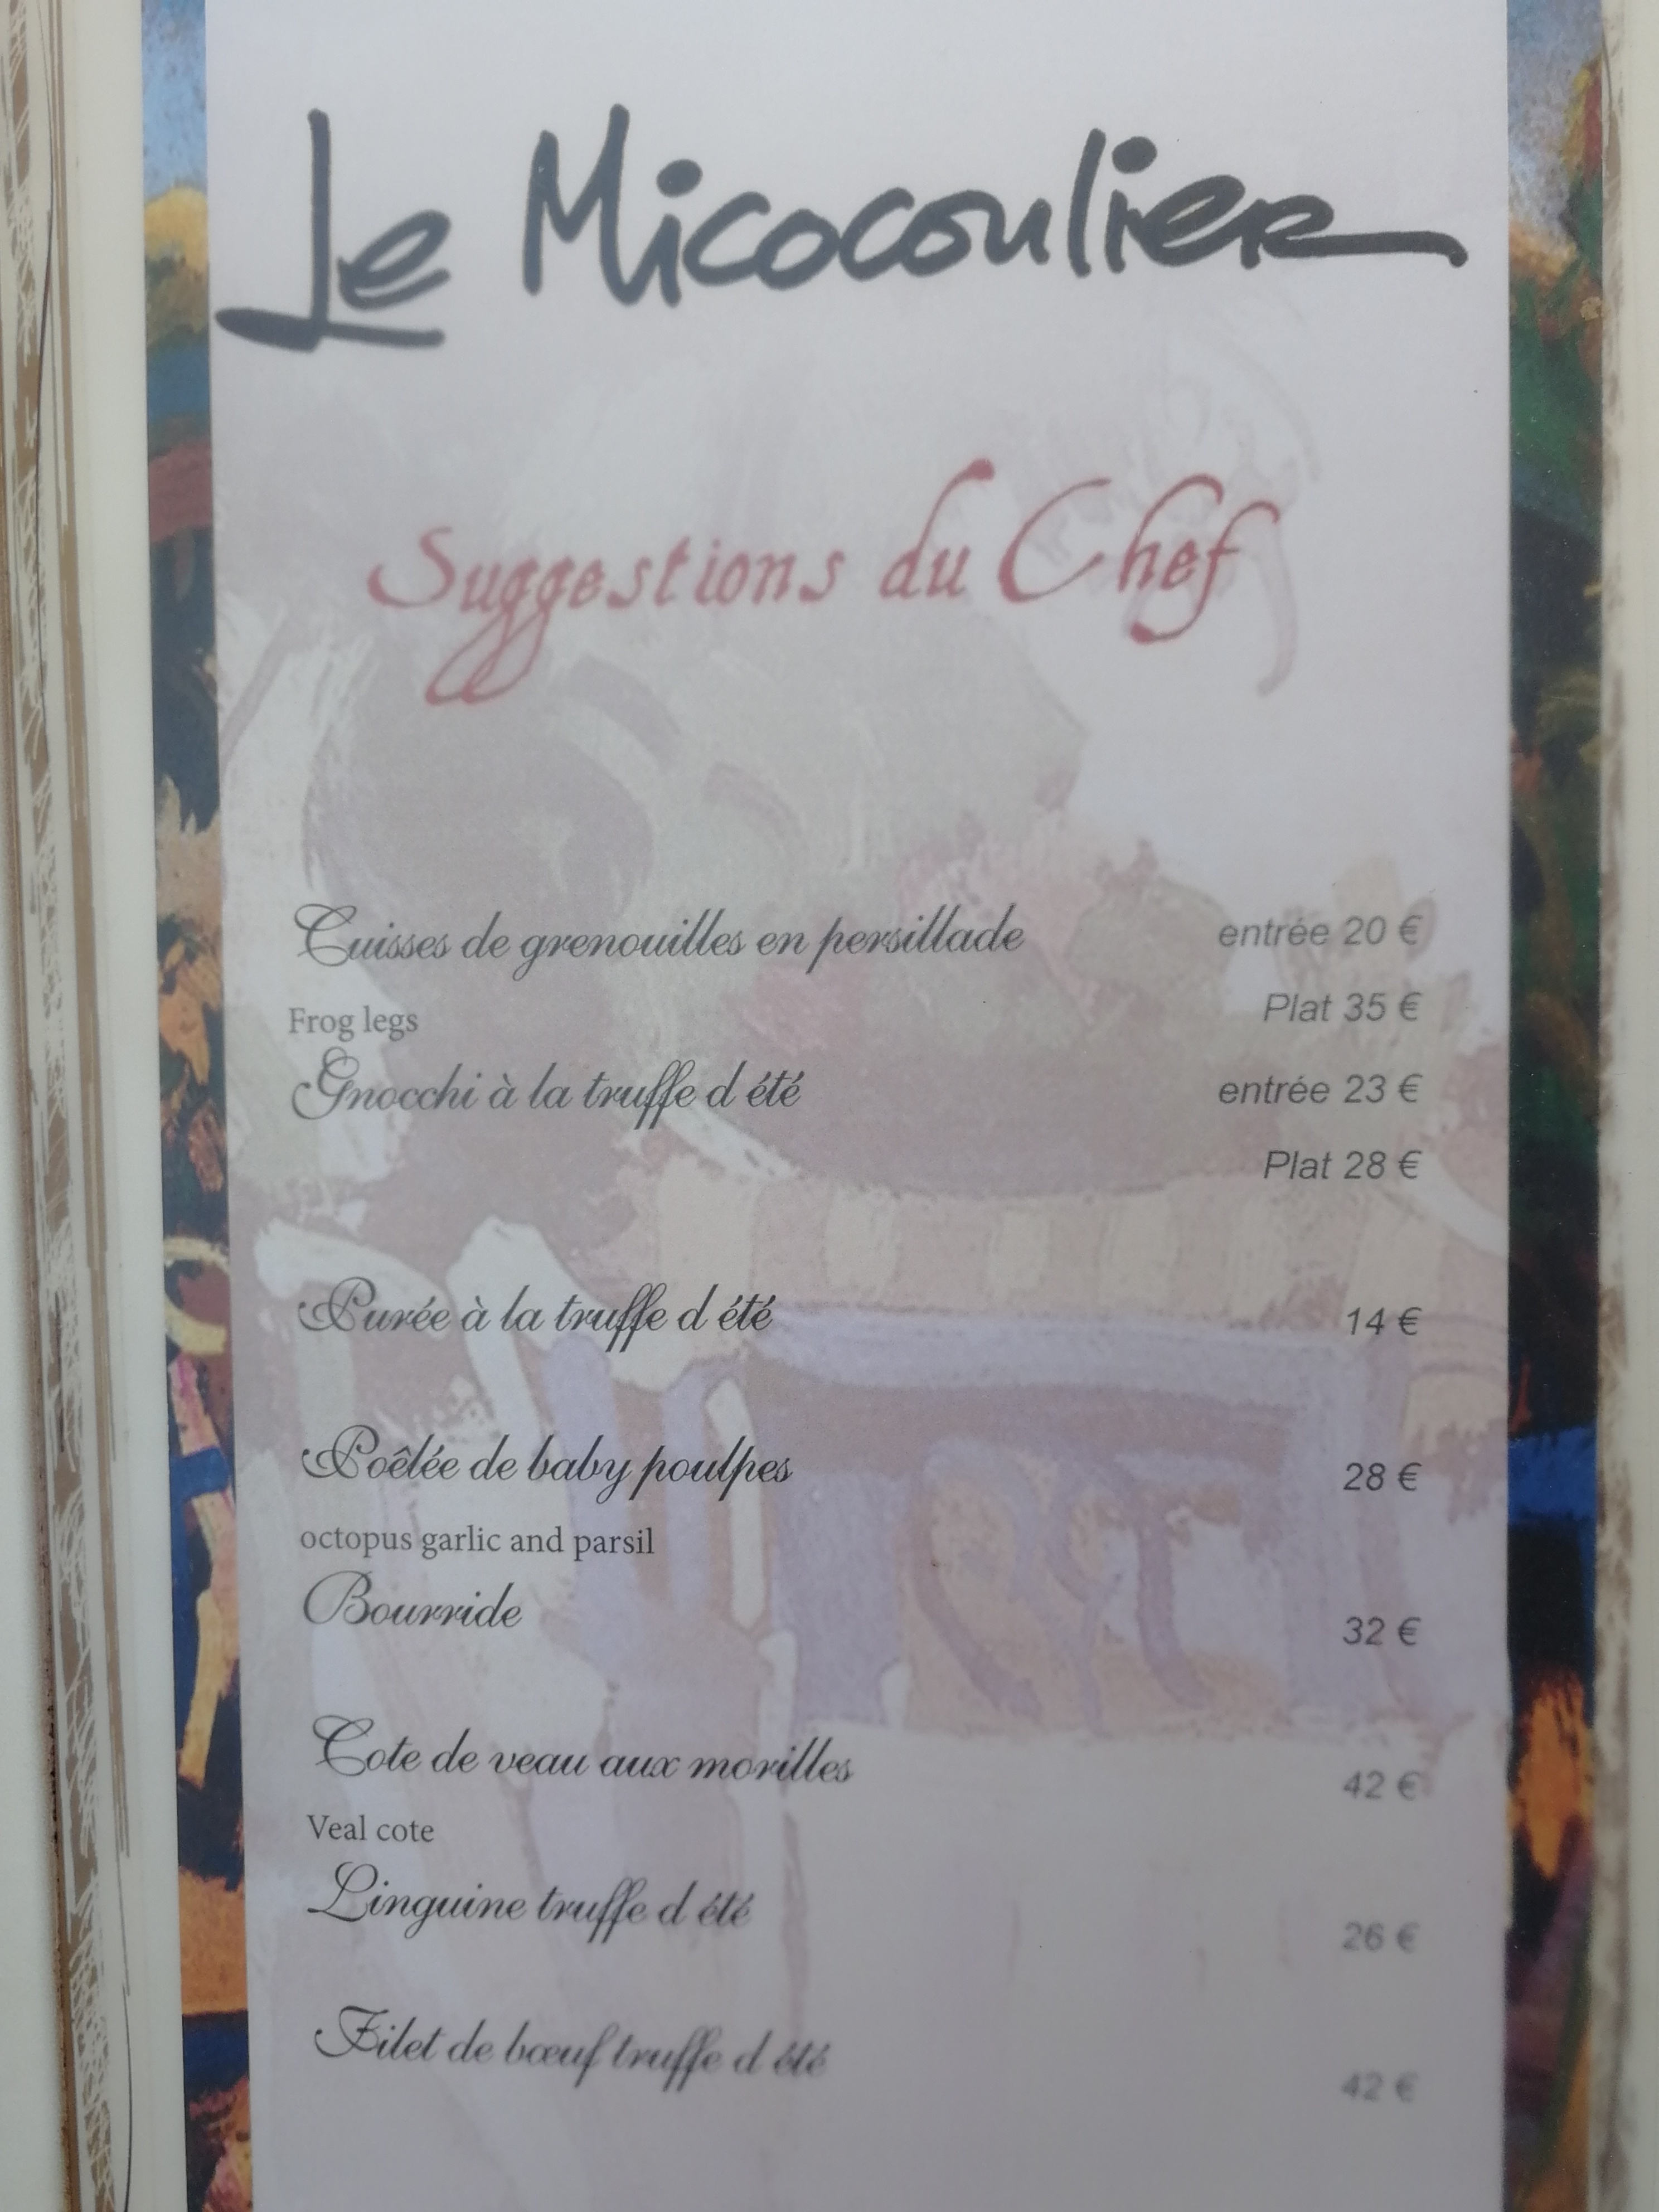 Le Micocoulier
Suggestions du Chef
Cuisses de grenouilles en persillade entrée 20 €
Plat 35 €
Frog legs
Gnocchi à la truffe d été entrée 23 €
Plat 28 €
Purée à la truffe d été 14 €
Poêlée de baby poulpes 28 €
octopus garlic and parsil
Bourride 32 €
Cote de veau aux morilles 42 €
Veal cote
Linguine truffe d été 26 €
Filet de bœuf truffe d été 42 €